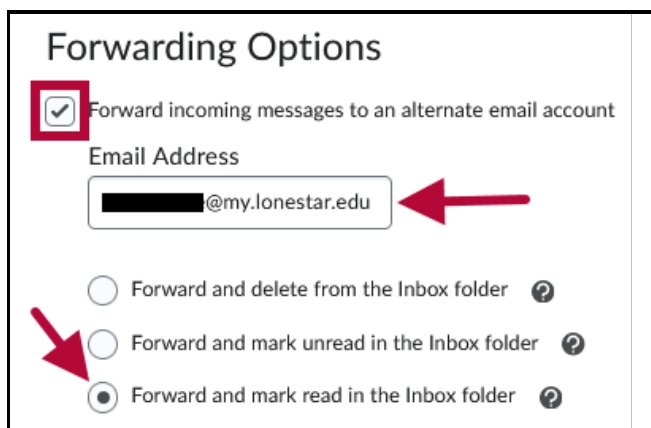 Forwarding Options
Forward incoming messages to an alternate email account
Email Address
@my.lonestar.edu
Forward and delete from the Inbox folder
Forward and mark unread in the Inbox folder
Forward and mark read in the Inbox folder